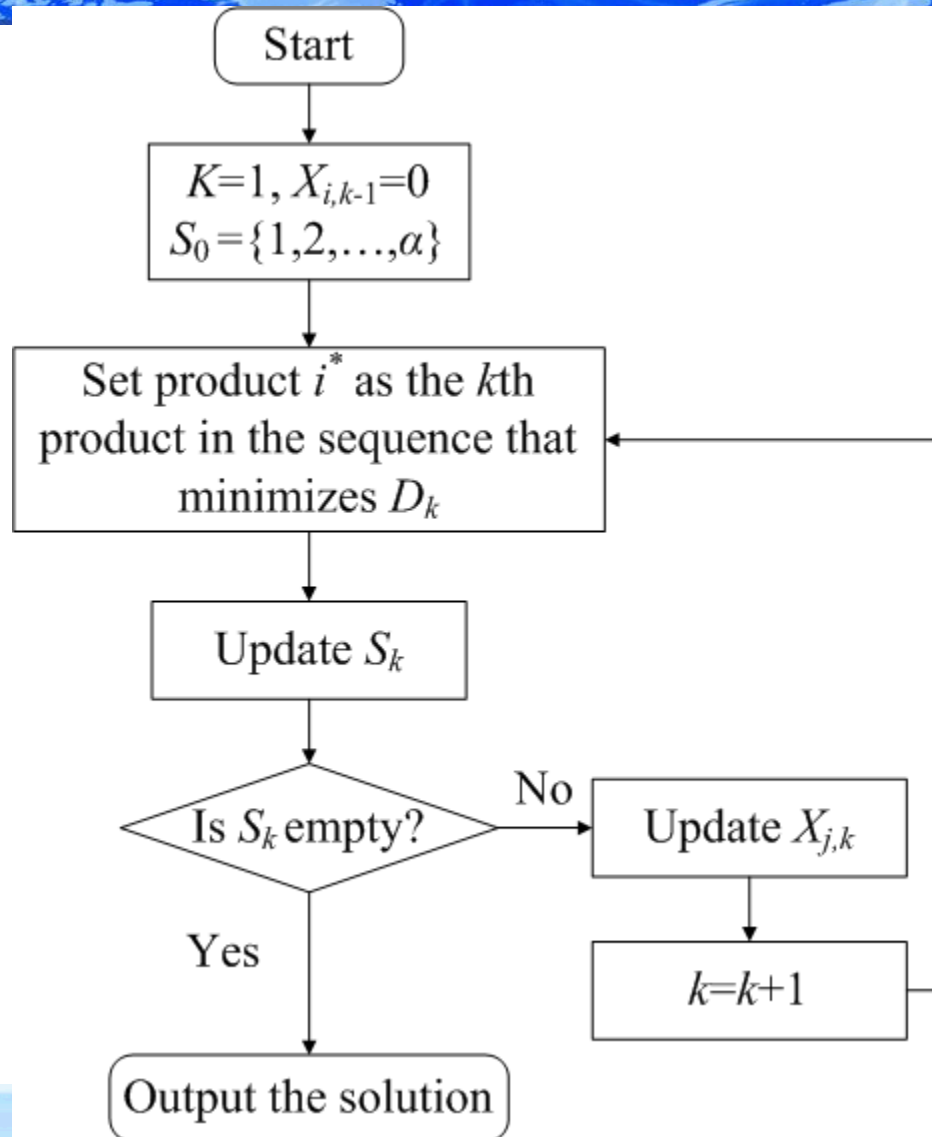 Start
K=1, X_{i,k-1}=0
S_0={1,2,…,α}
Set product i^* as the kth
product in the sequence that
minimizes D_k
Update S_k
Is S_k empty?
No
Update X_{j,k}
Yes
k=k+1
Output the solution